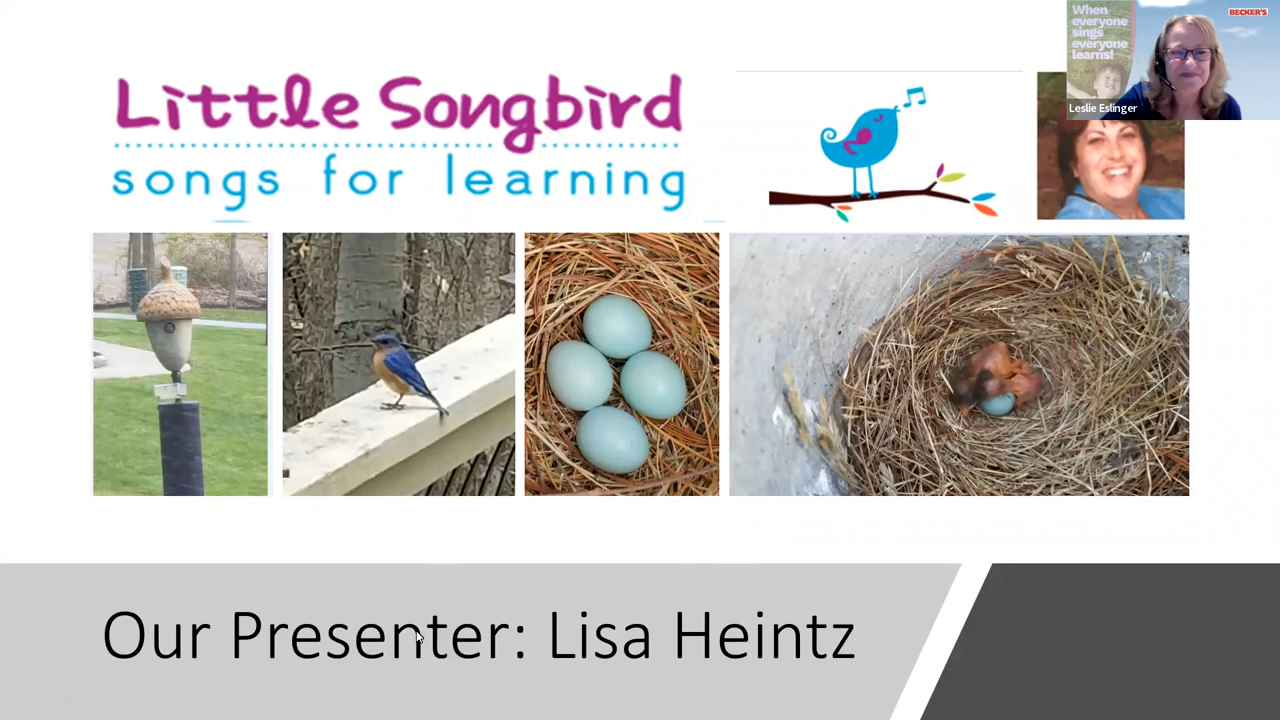 When
everyone
sings
everyone
learns!
BECKER'S
Leslie Eslinger
Little Songbird
songs for learning
Our Presenter: Lisa Heintz